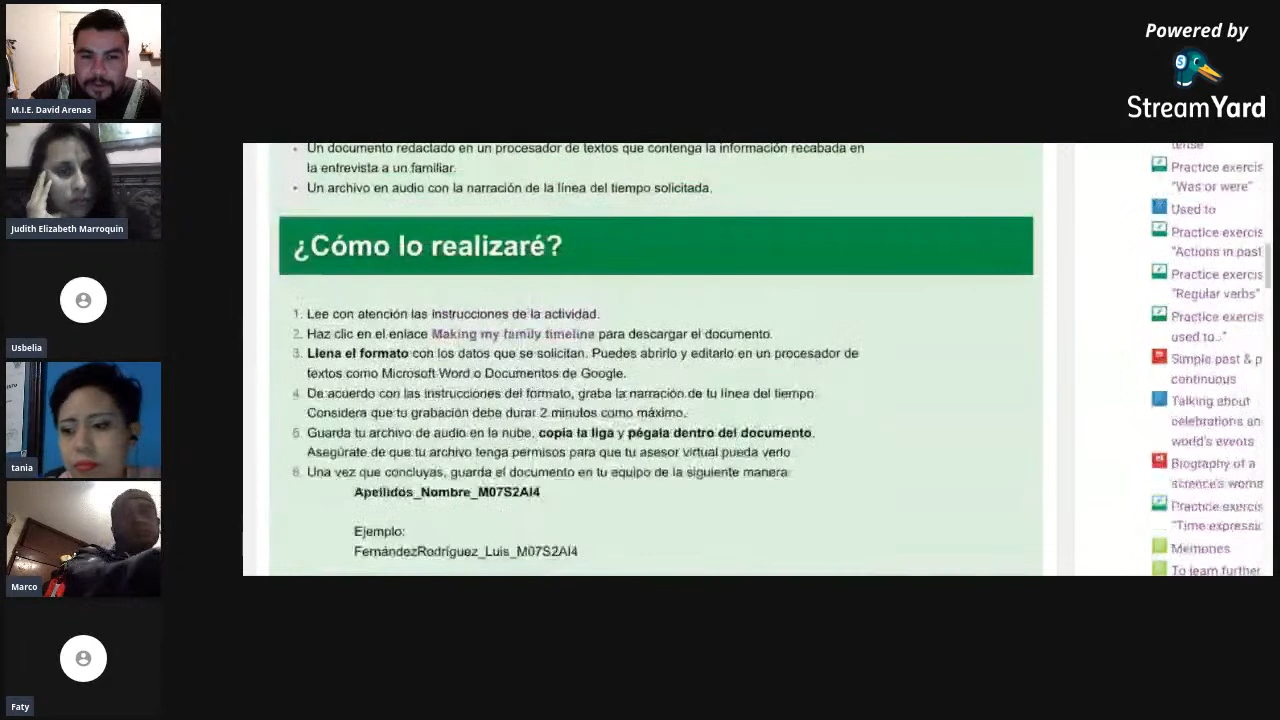 M.I.E. David Arenas
Judith Elizabeth Marroquin
Usbelia
tania
Marco
Faty
Powered by
StreamYard
Un documento redactado en un procesador de textos que contenga la información recabada en
la entrevista a un familiar.
Un archivo en audio con la narración de la línea del tiempo solicitada.
¿Cómo lo realizaré?
1. Lee con atención las instrucciones de la actividad.
2. Haz clic en el enlace Making my family timeline para descargar el documento.
3. Llena el formato con los datos que se solicitan. Puedes abrirlo y editarlo en un procesador de
textos como Microsoft Word o Documentos de Google.
4. De acuerdo con las instrucciones del formato, graba la narración de tu línea del tiempo.
Considera que tu grabación debe durar 2 minutos como máximo.
5. Guarda tu archivo de audio en la nube, copia la liga y pégala dentro del documento.
Asegúrate de que tu archivo tenga permisos para que tu asesor virtual pueda verlo.
6. Una vez que concluyas, guarda el documento en tu equipo de la siguiente manera:
Apellidos_Nombre_M07S2AI4
Ejemplo:
FernándezRodríguez_Luis_M07S2AI4
tense
Practice exercis
"Was or were"
Used to
Practice exercis
"Actions in past
Practice exercis
"Regular verbs"
Practice exercis
used to.."
Simple past & p
continuous
Talking about
celebrations an
world's events
Biography of a
science's woma
Practice exercis
"Time expressio
Memories
To learn further